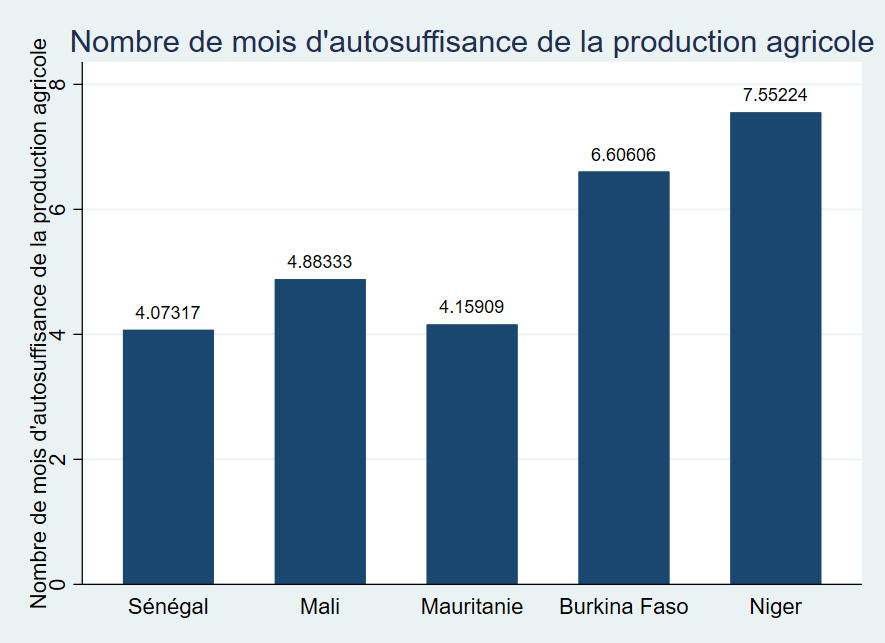 Nombre de mois d'autosuffisance de la production agricole
Nombre de mois d'autosuffisance de la production agricole
8
6
4
2
0
4.07317
4.88333
4.15909
6.60606
7.55224
Sénégal
Mali
Mauritanie
Burkina Faso
Niger